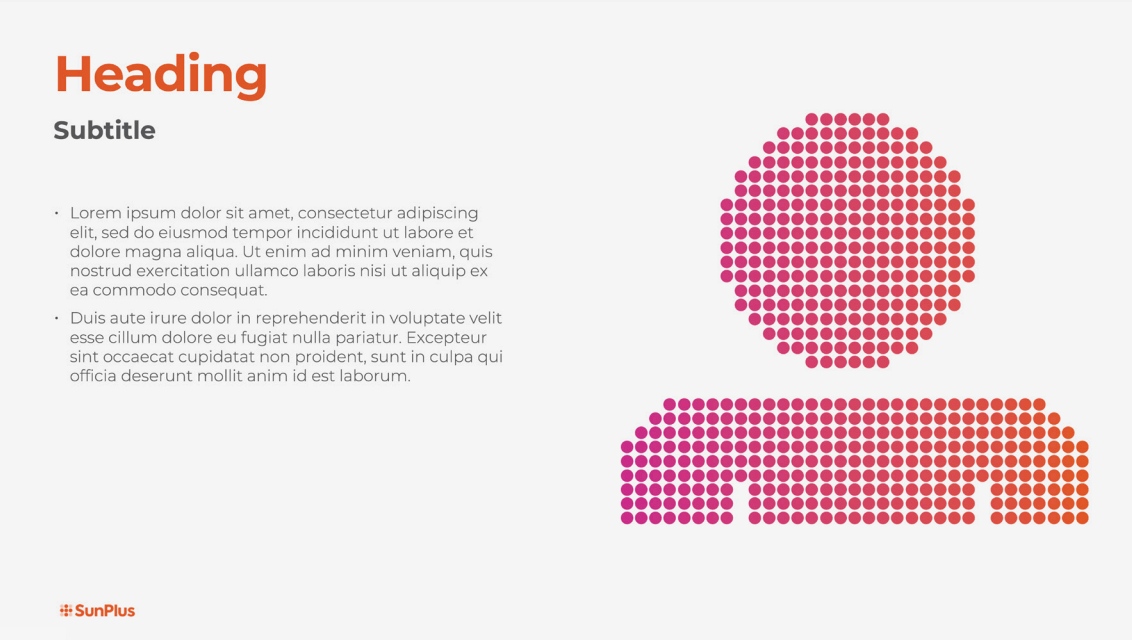 Heading
Subtitle
• Lorem ipsum dolor sit amet, consectetur adipiscing
elit, sed do eiusmod tempor incididunt ut labore et
dolore magna aliqua. Ut enim ad minim veniam, quis
nostrud exercitation ullamco laboris nisi ut aliquip ex
ea commodo consequat.
• Duis aute irure dolor in reprehenderit in voluptate velit
esse cillum dolore eu fugiat nulla pariatur. Excepteur
sint occaecat cupidatat non proident, sunt in culpa qui
officia deserunt mollit anim id est laborum.
SunPlus